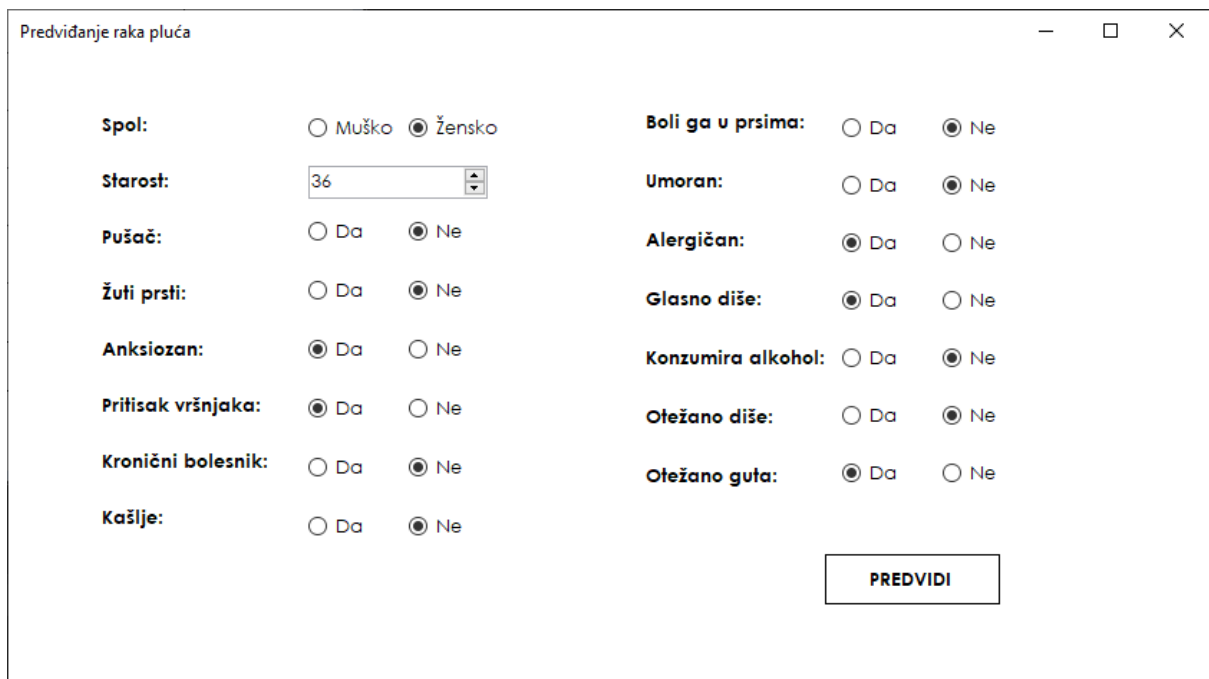 Predviđanje raka pluća
Spol: Muško Žensko
Starost: 36
Pušač: Da Ne
Žuti prsti: Da Ne
Anksiozan: Da Ne
Pritisak vršnjaka: Da Ne
Kronični bolesnik: Da Ne
Kašlje: Da Ne
Boli ga u prsima: Da Ne
Umoran: Da Ne
Alergičan: Da Ne
Glasno diše: Da Ne
Konzumira alkohol: Da Ne
Otežano diše: Da Ne
Otežano guta: Da Ne
PREDVIDI